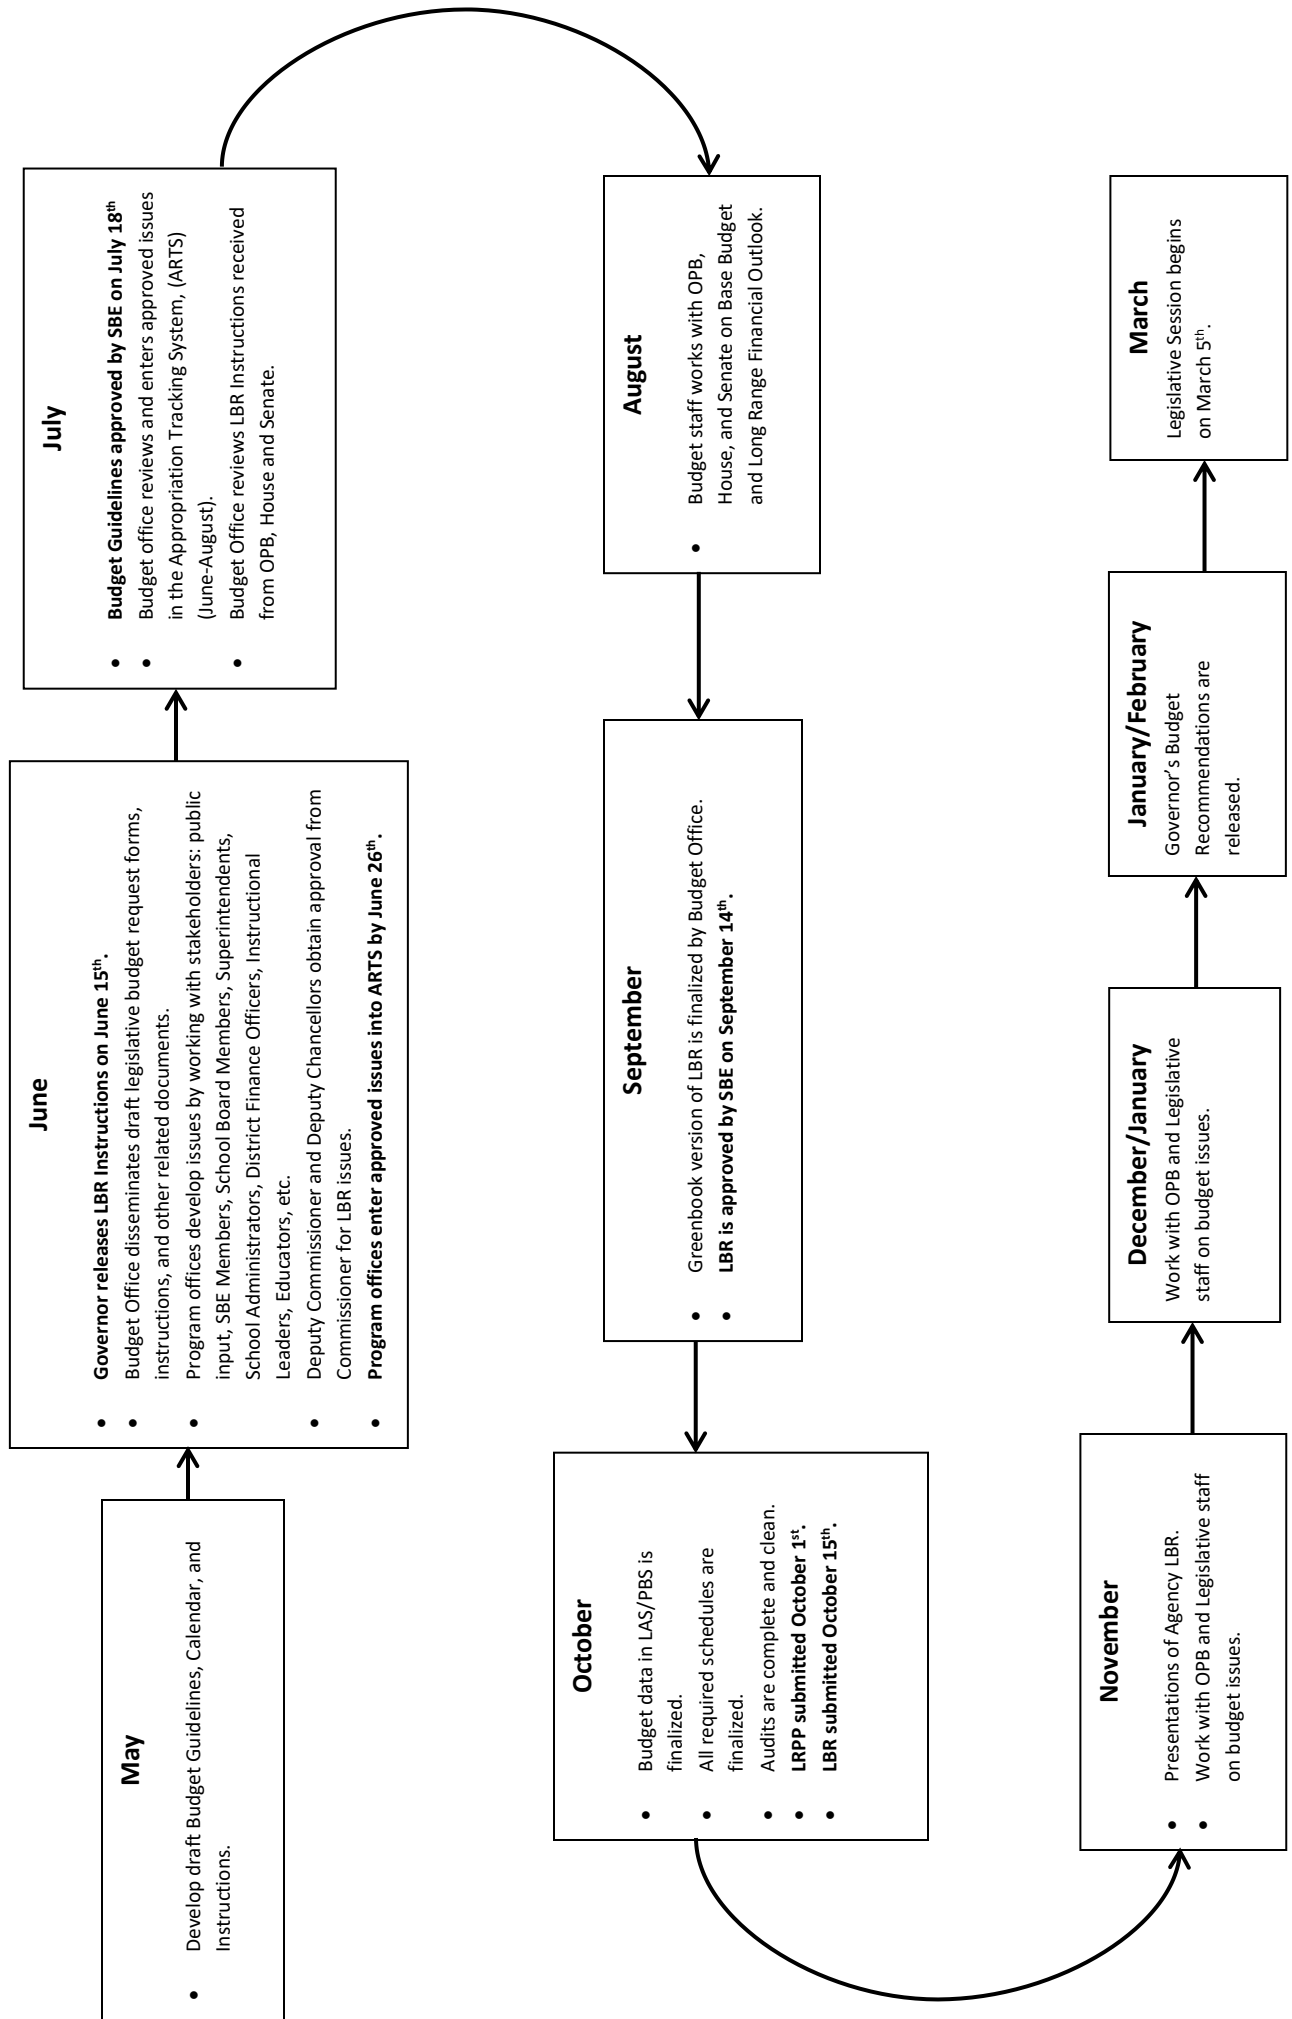 May
• Develop draft Budget Guidelines, Calendar, and
Instructions.
June
• Governor releases LBR Instructions on June 15th.
• Budget Office disseminates draft legislative budget request forms,
instructions, and other related documents.
• Program offices develop issues by working with stakeholders: public
input, SBE Members, School Board Members, Superintendents,
School Administrators, District Finance Officers, Instructional
Leaders, Educators, etc.
• Deputy Commissioner and Deputy Chancellors obtain approval from
Commissioner for LBR issues.
• Program offices enter approved issues into ARTS by June 26th.
July
• Budget Guidelines approved by SBE on July 18th
• Budget office reviews and enters approved issues
in the Appropriation Tracking System, (ARTS)
(June-August).
• Budget Office reviews LBR Instructions received
from OPB, House and Senate.
August
• Budget staff works with OPB,
House, and Senate on Base Budget
and Long Range Financial Outlook.
September
• Greenbook version of LBR is finalized by Budget Office.
• LBR is approved by SBE on September 14th.
October
• Budget data in LAS/PBS is
finalized.
• All required schedules are
finalized.
• Audits are complete and clean.
• LRPP submitted October 1st.
• LBR submitted October 15th.
November
• Presentations of Agency LBR.
• Work with OPB and Legislative staff
on budget issues.
December/January
Work with OPB and Legislative
staff on budget issues.
January/February
Governor’s Budget
Recommendations are
released.
March
Legislative Session begins
on March 5th.